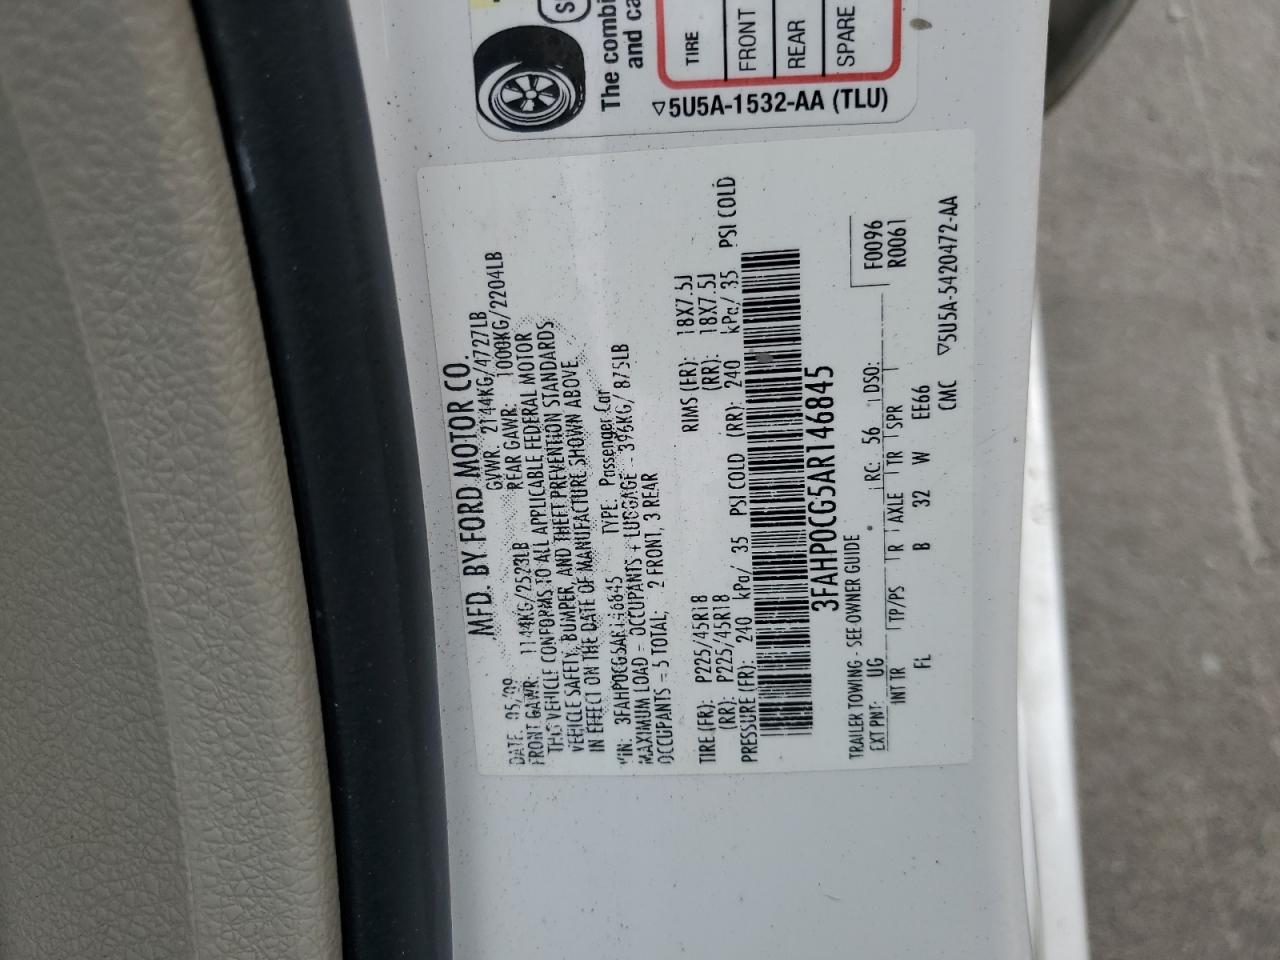 MFD. BY FORD MOTOR CO.
DATE: 05/09 GVWR: 2144KG/4727LB
FRONT GAWR: 1144KG/2523LB REAR GAWR: 1000KG/2204LB
THIS VEHICLE CONFORMS TO ALL APPLICABLE FEDERAL MOTOR
VEHICLE SAFETY, BUMPER, AND THEFT PREVENTION STANDARDS
IN EFFECT ON THE DATE OF MANUFACTURE SHOWN ABOVE.
VIN: 3FAHP0CG5AR146845 TYPE: Passenger Car
MAXIMUM LOAD = OCCUPANTS + LUGGAGE = 396KG/ 875LB
OCCUPANTS = 5 TOTAL: 2 FRONT, 3 REAR
TIRE (FR): P225/45R18 RIMS (FR): 18X7.5J
(RR): P225/45R18 (RR): 18X7.5J
PRESSURE (FR): 240 kPa/ 35 PSI COLD (RR): 240 kPa/ 35 PSI COLD
3FAHP0CG5AR146845
TRAILER TOWING - SEE OWNER GUIDE
EXT PNT: UG RC: 56 DSO: F0096
INT TR TP/PS R AXLE TR SPR R0061
FL B 32 W EE66
CMC
▽5U5A-5420472-AA
The combi
and ca
TIRE
FRONT
REAR
SPARE
▽5U5A-1532-AA (TLU)